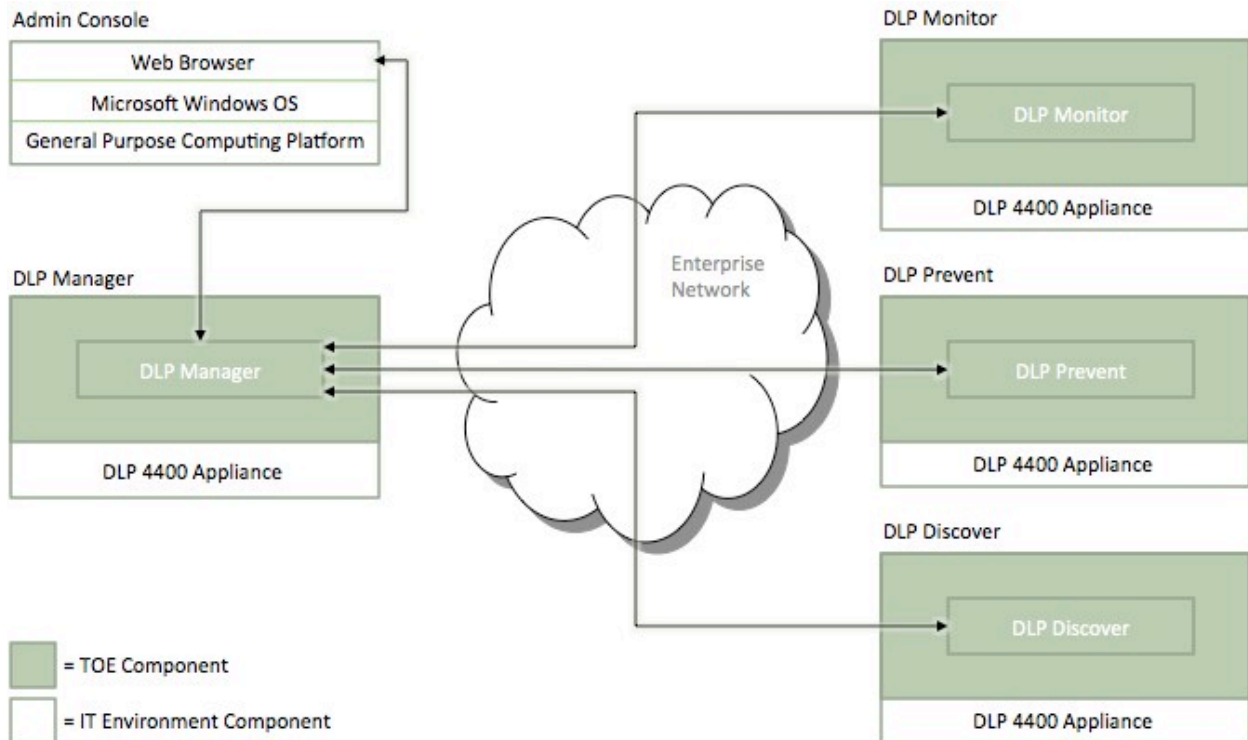 Admin Console
Web Browser
Microsoft Windows OS
General Purpose Computing Platform
DLP Manager
DLP Manager
DLP 4400 Appliance
Enterprise
Network
DLP Monitor
DLP Monitor
DLP 4400 Appliance
DLP Prevent
DLP Prevent
DLP 4400 Appliance
DLP Discover
DLP Discover
DLP 4400 Appliance
= TOE Component
= IT Environment Component